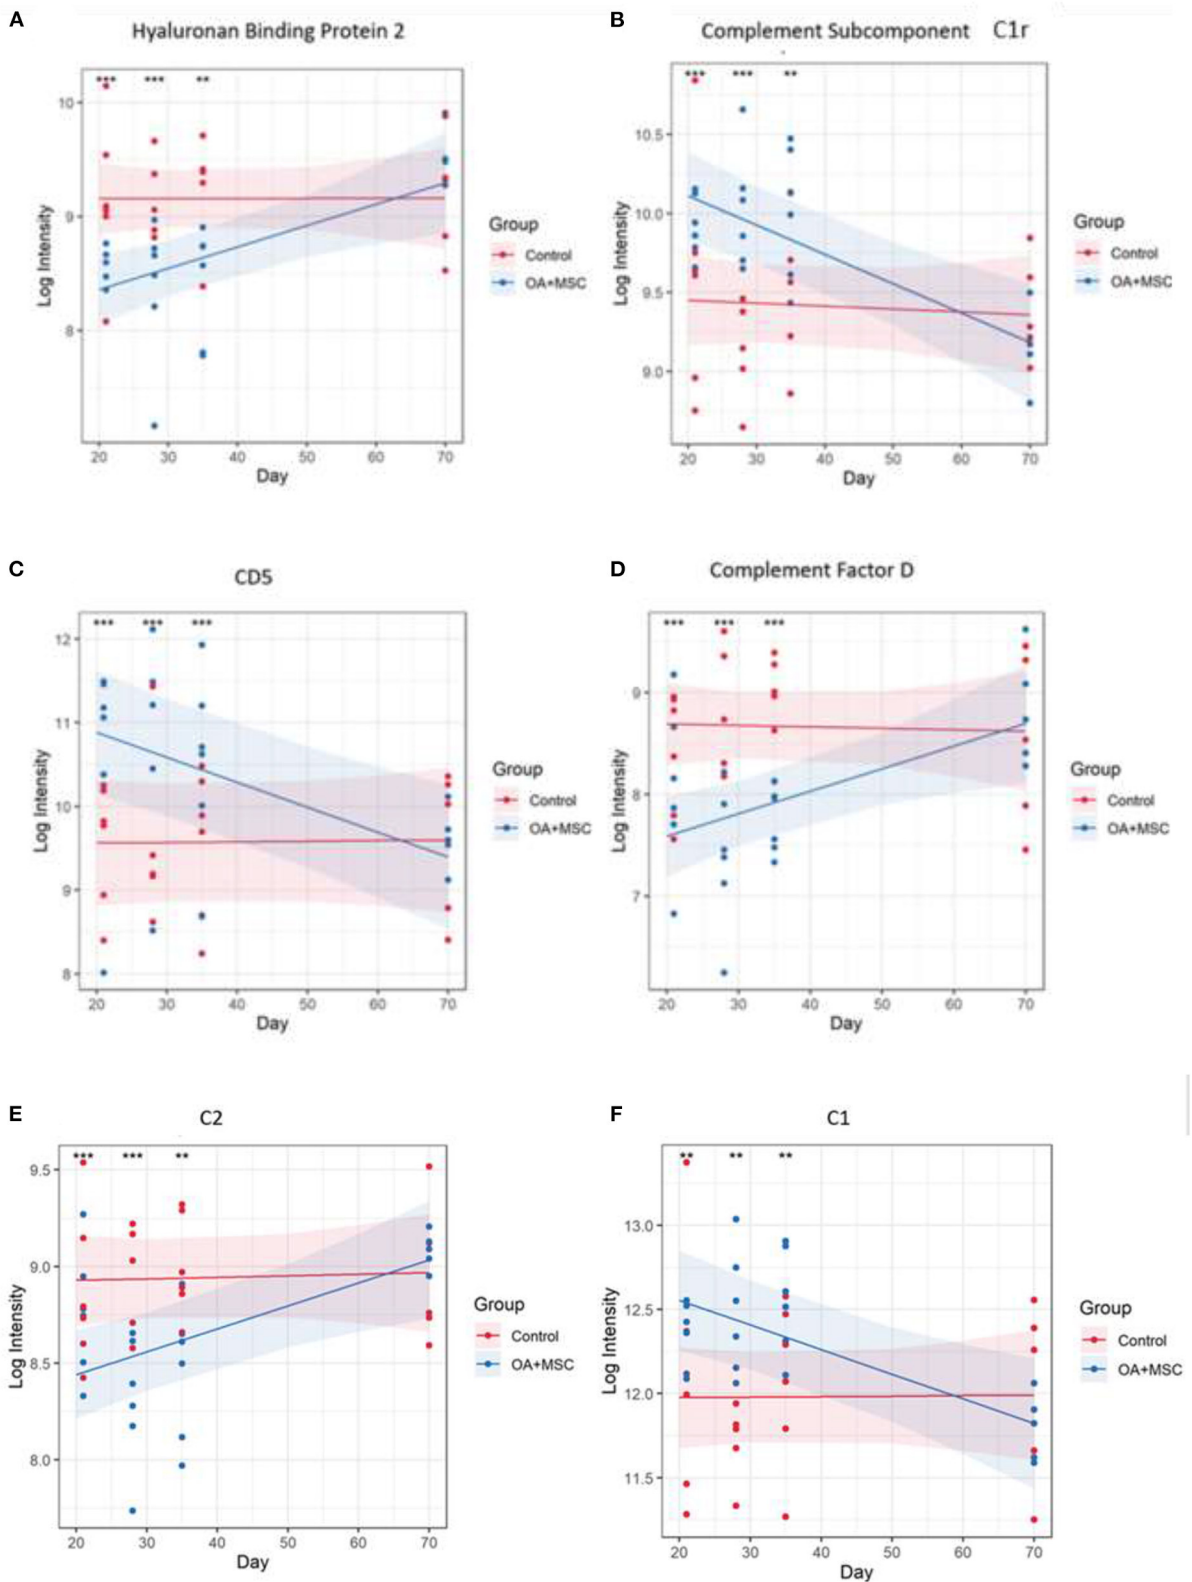 A
Hyaluronan Binding Protein 2
*** *** **
10
9
8
Log Intensity
20 30 40 50 60 70
Day
Group
Control
OA+MSC
B
Complement Subcomponent C1r
*** *** **
10.5
10.0
9.5
9.0
Log Intensity
20 30 40 50 60 70
Day
Group
Control
OA+MSC
C
CD5
*** *** ***
12
11
10
9
8
Log Intensity
20 30 40 50 60 70
Day
Group
Control
OA+MSC
D
Complement Factor D
*** *** ***
9
8
7
Log Intensity
20 30 40 50 60 70
Day
Group
Control
OA+MSC
E
C2
*** *** **
9.5
9.0
8.5
8.0
Log Intensity
20 30 40 50 60 70
Day
Group
Control
OA+MSC
F
C1
** ** **
13.0
12.5
12.0
11.5
Log Intensity
20 30 40 50 60 70
Day
Group
Control
OA+MSC